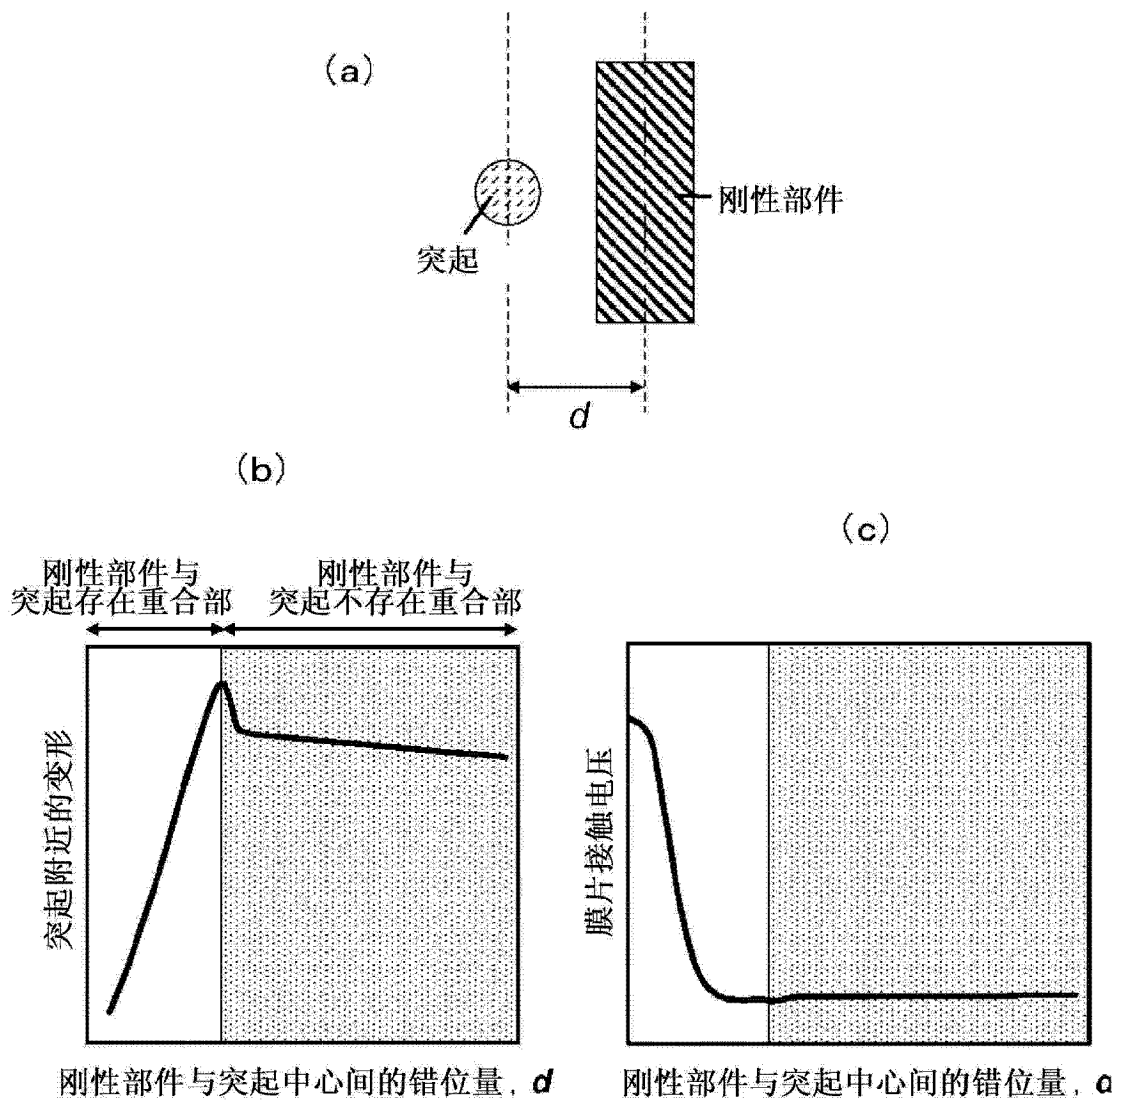 (a)
刚性部件
突起
d
(b)
(c)
刚性部件与
突起存在重合部
刚性部件与
突起不存在重合部
突起附近的变形
膜片接触电压
刚性部件与突起中心间的错位量, d
刚性部件与突起中心间的错位量, a